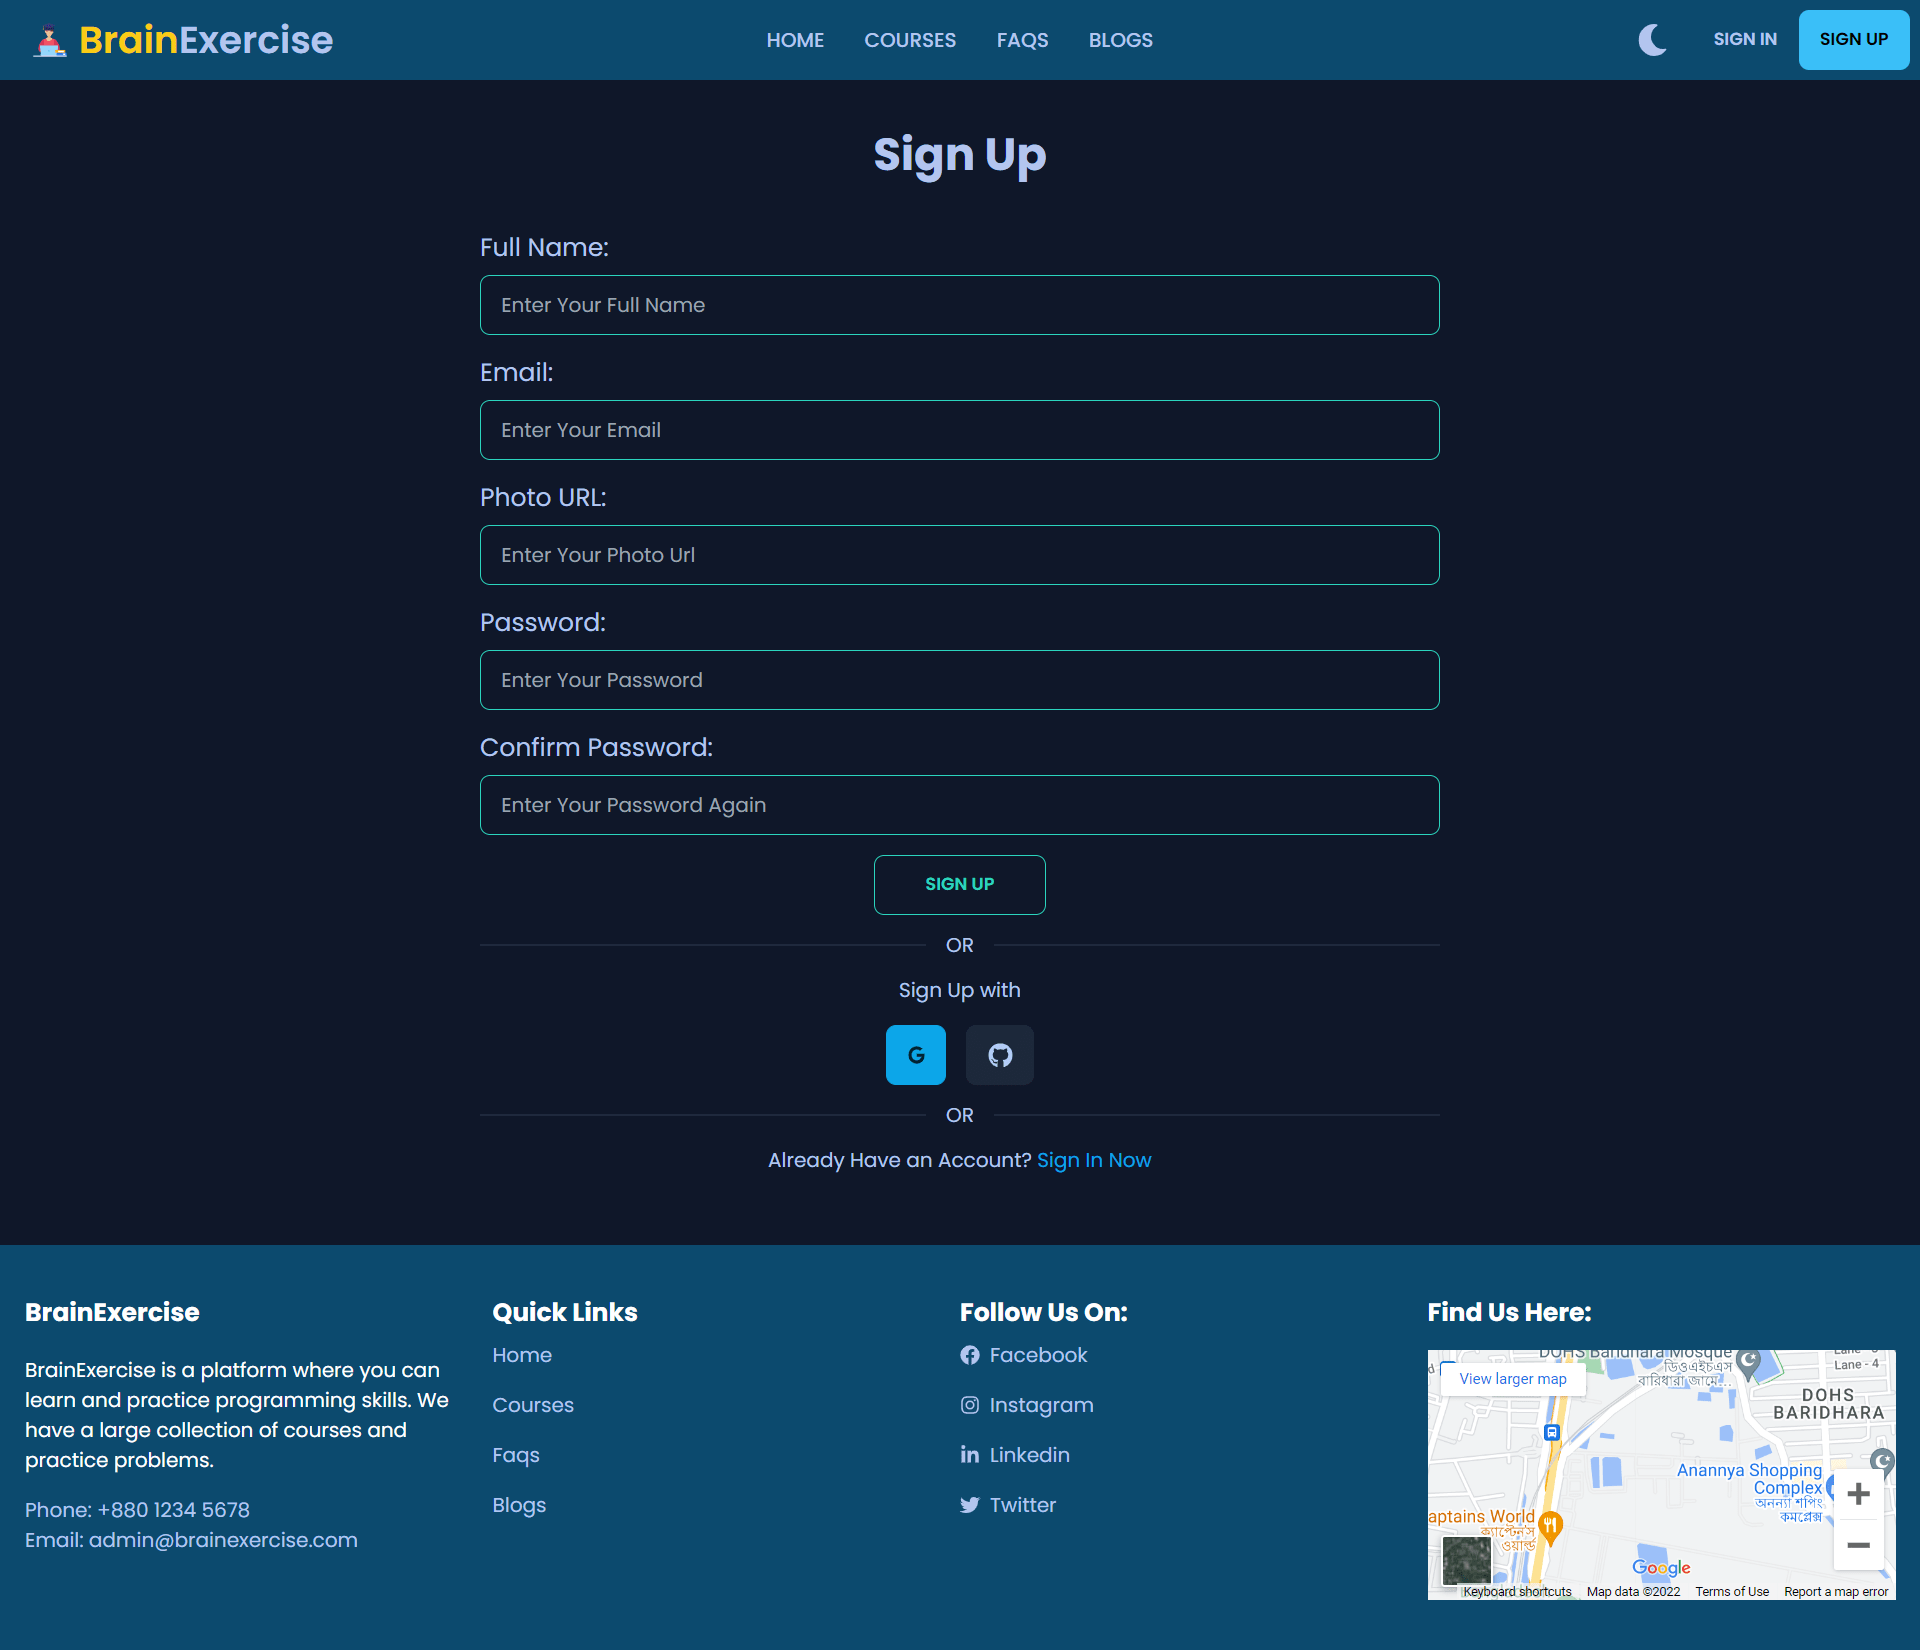 BrainExercise
HOME
COURSES
FAQS
BLOGS
SIGN IN
SIGN UP
Sign Up
Full Name:
Enter Your Full Name
Email:
Enter Your Email
Photo URL:
Enter Your Photo Url
Password:
Enter Your Password
Confirm Password:
Enter Your Password Again
SIGN UP
OR
Sign Up with
G
OR
Already Have an Account? Sign In Now
BrainExercise
BrainExercise is a platform where you can
learn and practice programming skills. We
have a large collection of courses and
practice problems.
Phone: +880 1234 5678
Email: admin@brainexercise.com
Quick Links
Home
Courses
Faqs
Blogs
Follow Us On:
Facebook
Instagram
Linkedin
Twitter
Find Us Here:
View larger map
DOHS Baridhara Mosque
ডিওএইচএস
বারিধারা জামে...
Lane - 4
DOHS
BARIDHARA
Anannya Shopping
Complex
অনন্যা শপিং
কমপ্লেক্স
aptains World
ক্যাপ্টেন'স
ওয়ার্ল্ড
Google
Keyboard shortcuts
Map data ©2022
Terms of Use
Report a map error